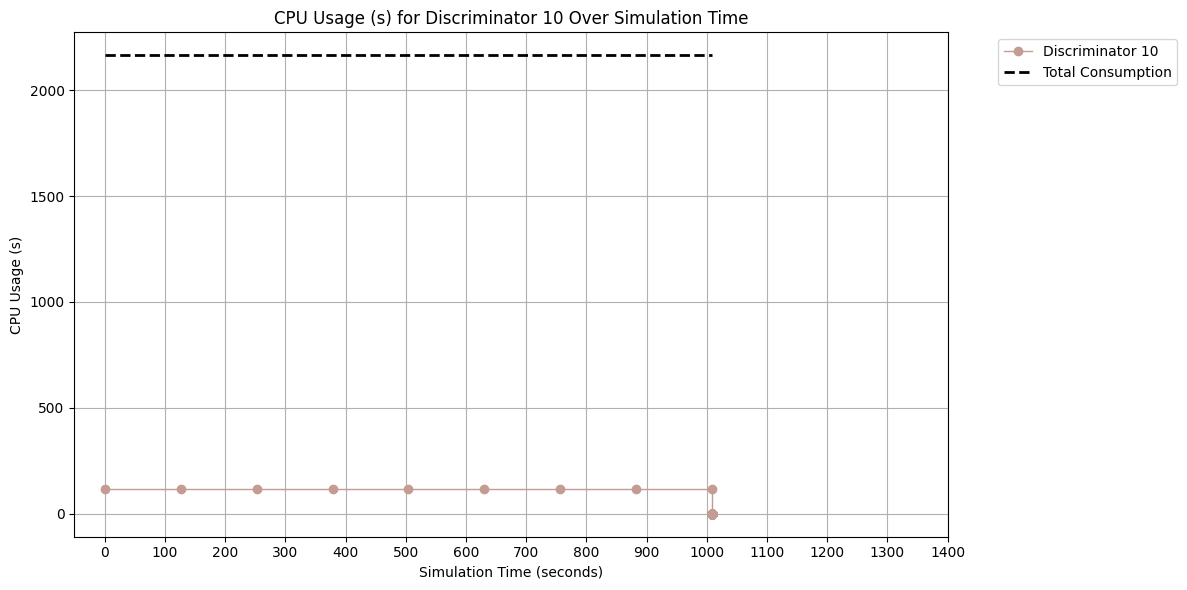 CPU Usage (s) for Discriminator 10 Over Simulation Time
Discriminator 10
Total Consumption
CPU Usage (s)
2000
1500
1000
500
0
0 100 200 300 400 500 600 700 800 900 1000 1100 1200 1300 1400
Simulation Time (seconds)